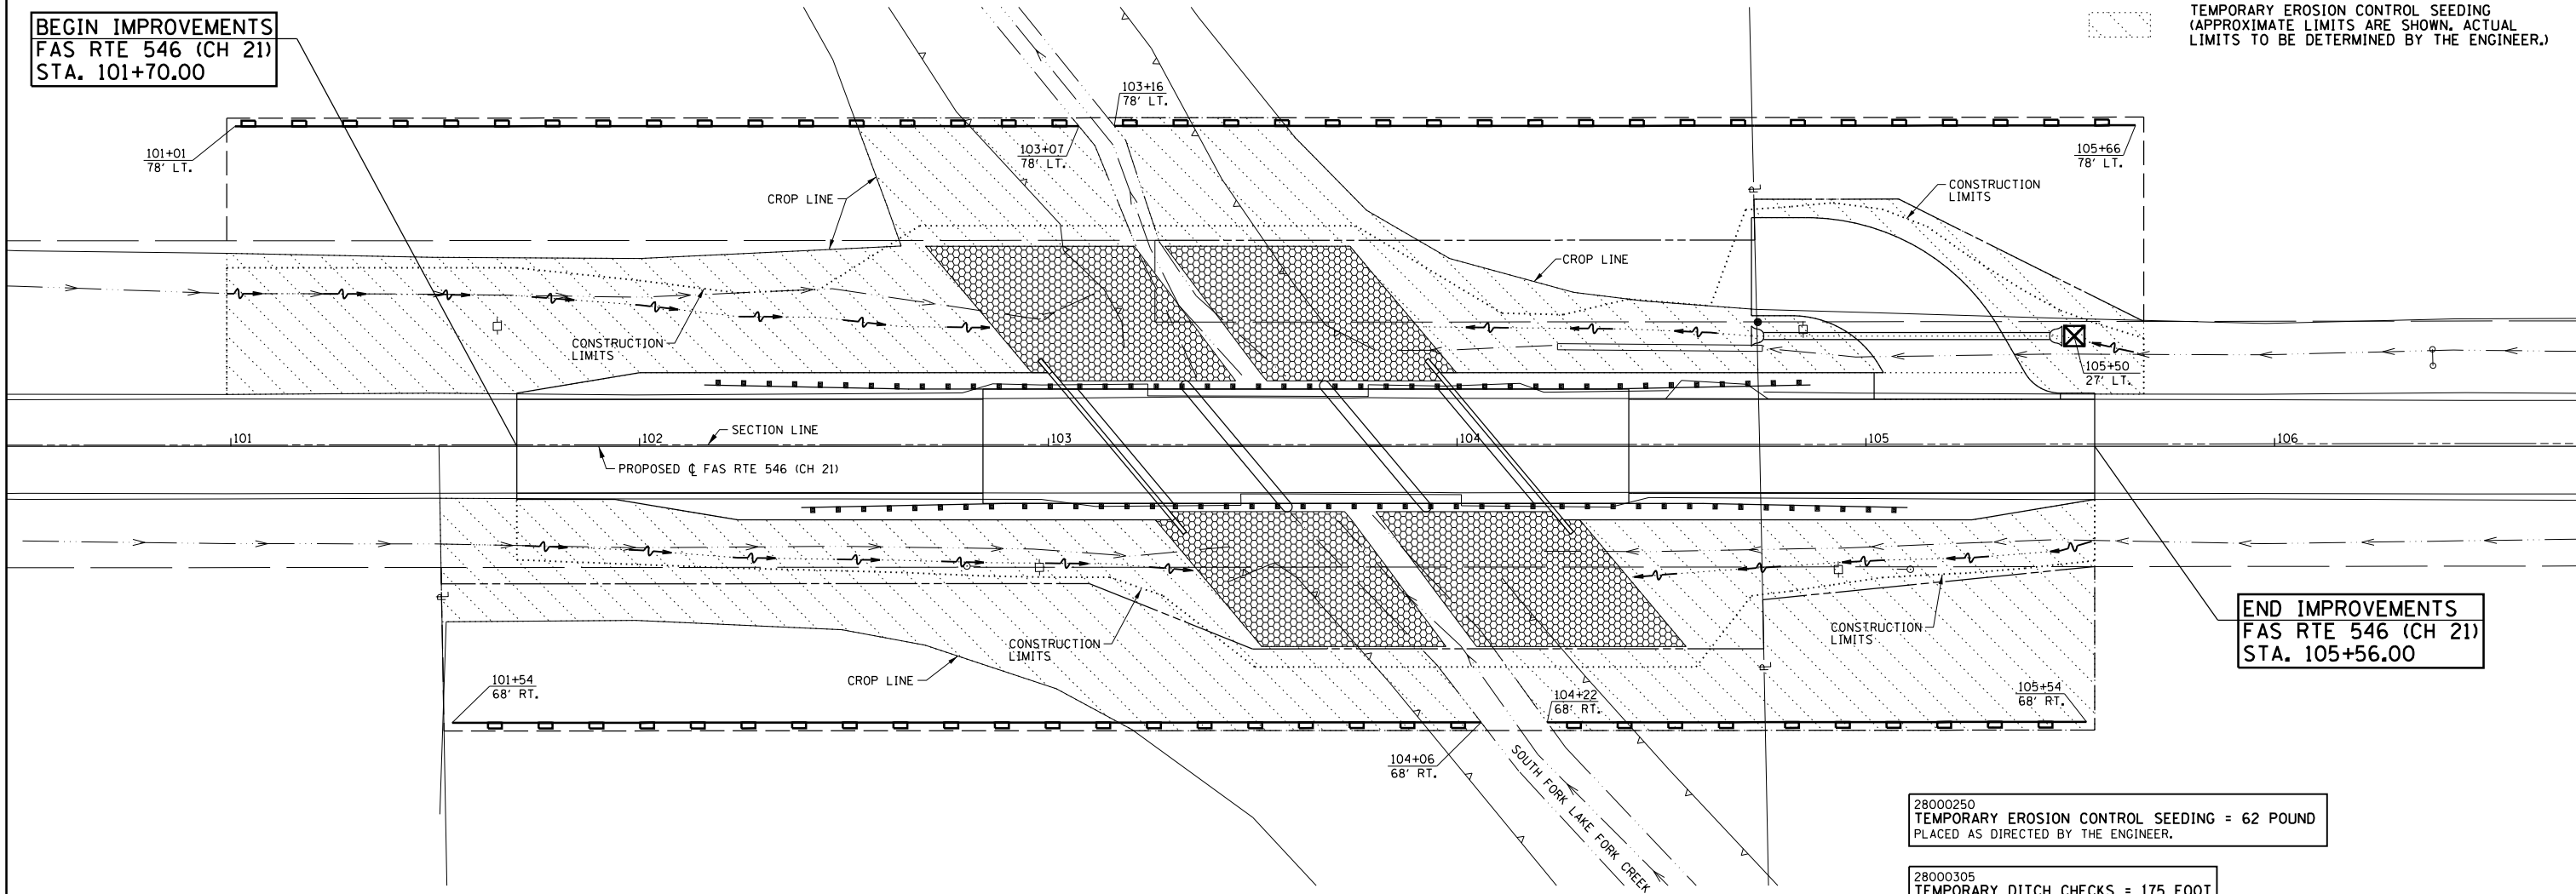 BEGIN IMPROVEMENTS
FAS RTE 546 (CH 21)
STA. 101+70.00
TEMPORARY EROSION CONTROL SEEDING
(APPROXIMATE LIMITS ARE SHOWN. ACTUAL
LIMITS TO BE DETERMINED BY THE ENGINEER.)
103+16
78' LT.
101+01
78' LT.
103+07
78' LT.
105+66
78' LT.
CROP LINE
CONSTRUCTION
LIMITS
PL
CROP LINE
CONSTRUCTION
LIMITS
105+50
27' LT.
101
102
SECTION LINE
103
104
105
106
PROPOSED ℄ FAS RTE 546 (CH 21)
PL
CONSTRUCTION
LIMITS
CONSTRUCTION
LIMITS
PL
END IMPROVEMENTS
FAS RTE 546 (CH 21)
STA. 105+56.00
CROP LINE
101+54
68' RT.
104+22
68' RT.
105+54
68' RT.
104+06
68' RT.
SOUTH FORK LAKE FORK CREEK
28000250
TEMPORARY EROSION CONTROL SEEDING = 62 POUND
PLACED AS DIRECTED BY THE ENGINEER.
28000305
TEMPORARY DITCH CHECKS = 175 FOOT